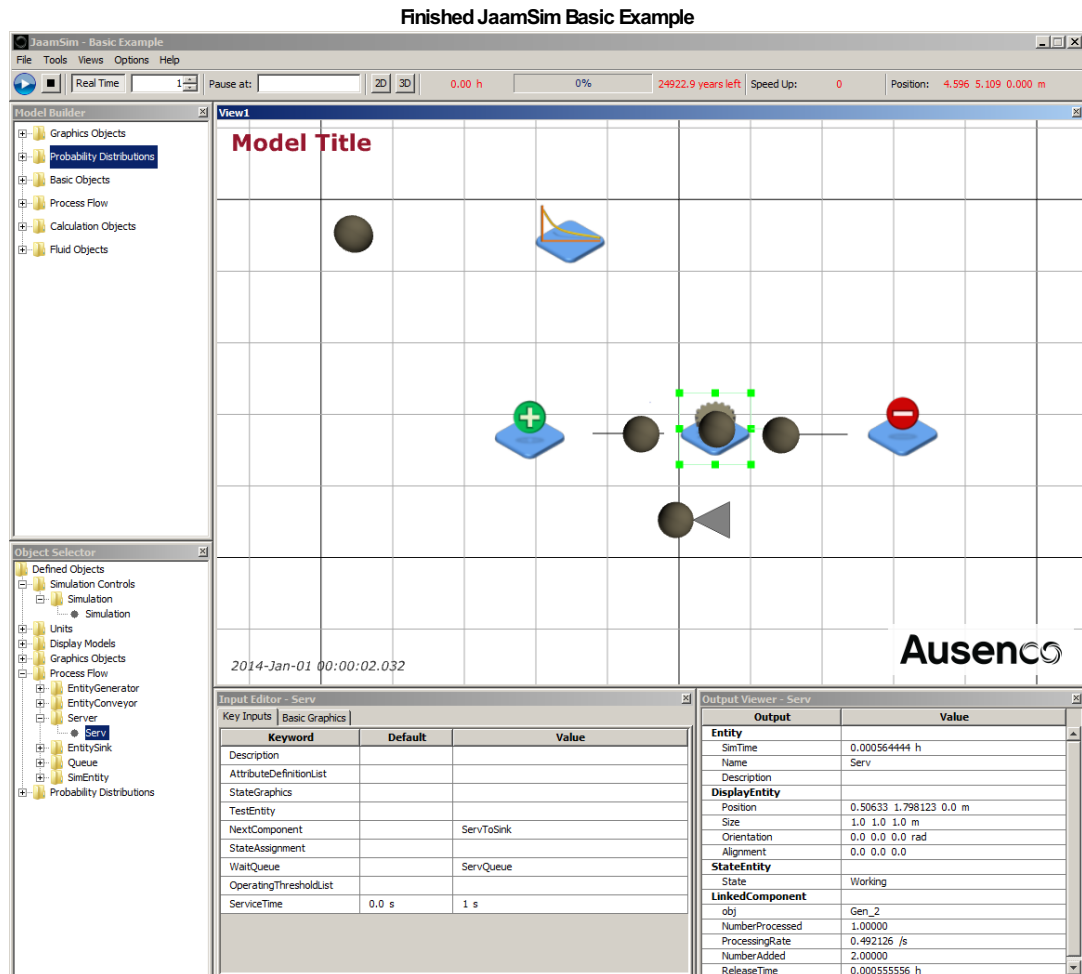 Finished JaamSim Basic Example
JaamSim - Basic Example
File Tools Views Options Help
Real Time 1 Pause at: 2D 3D 0.00 h 0% 24922.9 years left Speed Up: 0 Position: 4.596 5.109 0.000 m
Model Builder
Graphics Objects
Probability Distributions
Basic Objects
Process Flow
Calculation Objects
Fluid Objects
View1
Model Title
2014-Jan-01 00:00:02.032
Ausenco
Object Selector
Defined Objects
Simulation Controls
Simulation
Simulation
Units
Display Models
Graphics Objects
Process Flow
EntityGenerator
EntityConveyor
Server
Serv
EntitySink
Queue
SimEntity
Probability Distributions
Input Editor - Serv
Key Inputs Basic Graphics
Keyword Default Value
Description
AttributeDefinitionList
StateGraphics
TestEntity
NextComponent ServToSink
StateAssignment
WaitQueue ServQueue
OperatingThresholdList
ServiceTime 0.0 s 1 s
Output Viewer - Serv
Output Value
Entity
SimTime 0.000564444 h
Name Serv
Description
DisplayEntity
Position 0.50633 1.798123 0.0 m
Size 1.0 1.0 1.0 m
Orientation 0.0 0.0 0.0 rad
Alignment 0.0 0.0 0.0
StateEntity
State Working
LinkedComponent
obj Gen_2
NumberProcessed 1.00000
ProcessingRate 0.492126 /s
NumberAdded 2.00000
ReleaseTime 0.000555556 h